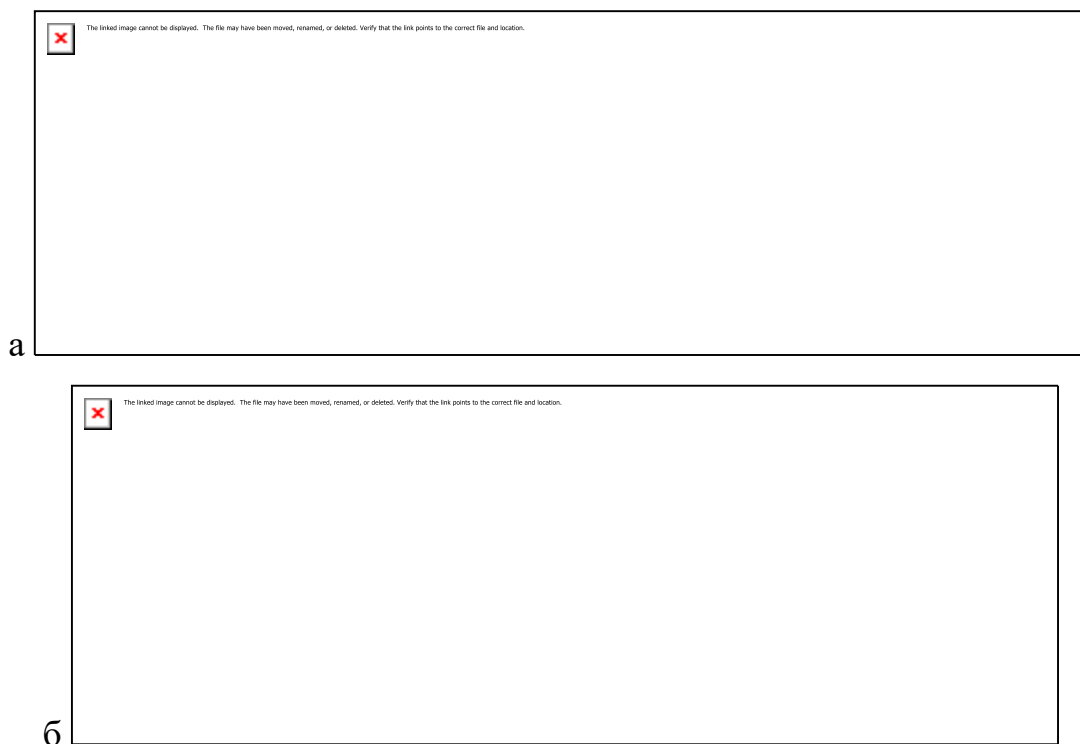 The linked image cannot be displayed. The file may have been moved, renamed, or deleted. Verify that the link points to the correct file and location.
а
The linked image cannot be displayed. The file may have been moved, renamed, or deleted. Verify that the link points to the correct file and location.
б